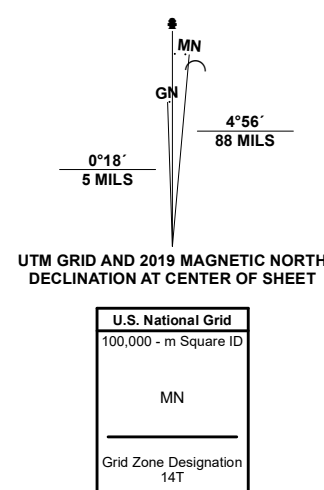 MN
GN
4°56´
88 MILS
0°18´
5 MILS
UTM GRID AND 2019 MAGNETIC NORTH
DECLINATION AT CENTER OF SHEET
U.S. National Grid
100,000 - m Square ID
MN
Grid Zone Designation
14T